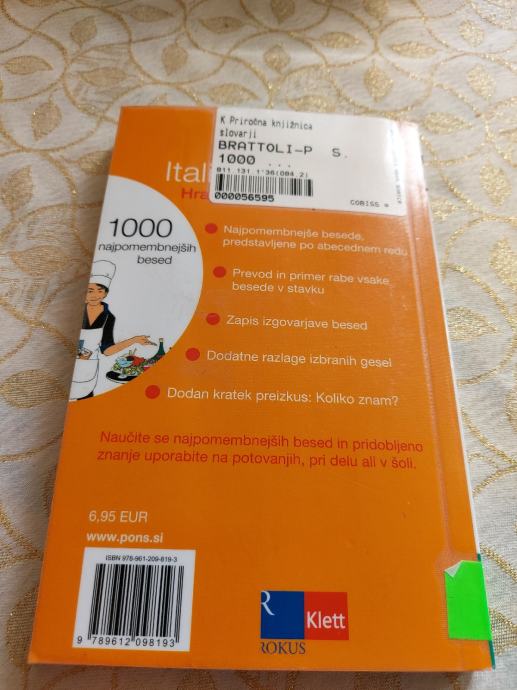 K Priročna knjižnica
slovarji
BRATTOLI-P S.
1000 ...
811.131.1'36(084.2)
000056595
COBISS
Itali
Hra
1000
najpomembnejših
besed
Najpomembnejše besede,
predstavljene po abecednem redu
Prevod in primer rabe vsake
besede v stavku
Zapis izgovarjave besed
Dodatne razlage izbranih gesel
Dodan kratek preizkus: Koliko znam?
Naučite se najpomembnejših besed in pridobljeno
znanje uporabite na potovanjih, pri delu ali v šoli.
6,95 EUR
www.pons.si
ISBN 978-961-209-819-3
9 789612 098193
R
Klett
ROKUS